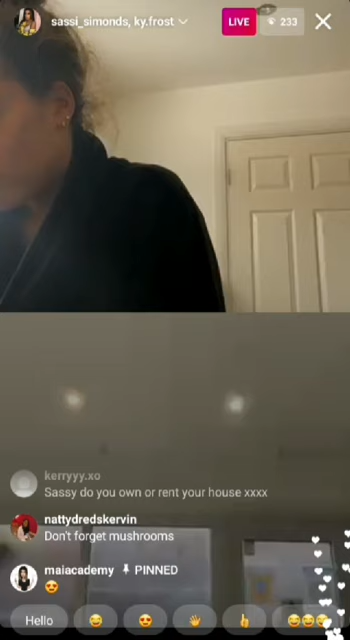 sassi_simonds, ky.frost
LIVE
233
kerryyy.xo
Sassy do you own or rent your house xxxx
nattydredskervin
Don't forget mushrooms
maiacademy PINNED
😍
Hello 😂 😍 👋 👍 😂😂😍